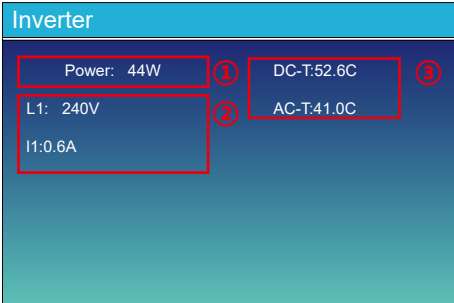 Inverter
Power: 44W
①
DC-T:52.6C
③
L1: 240V
②
AC-T:41.0C
I1:0.6A